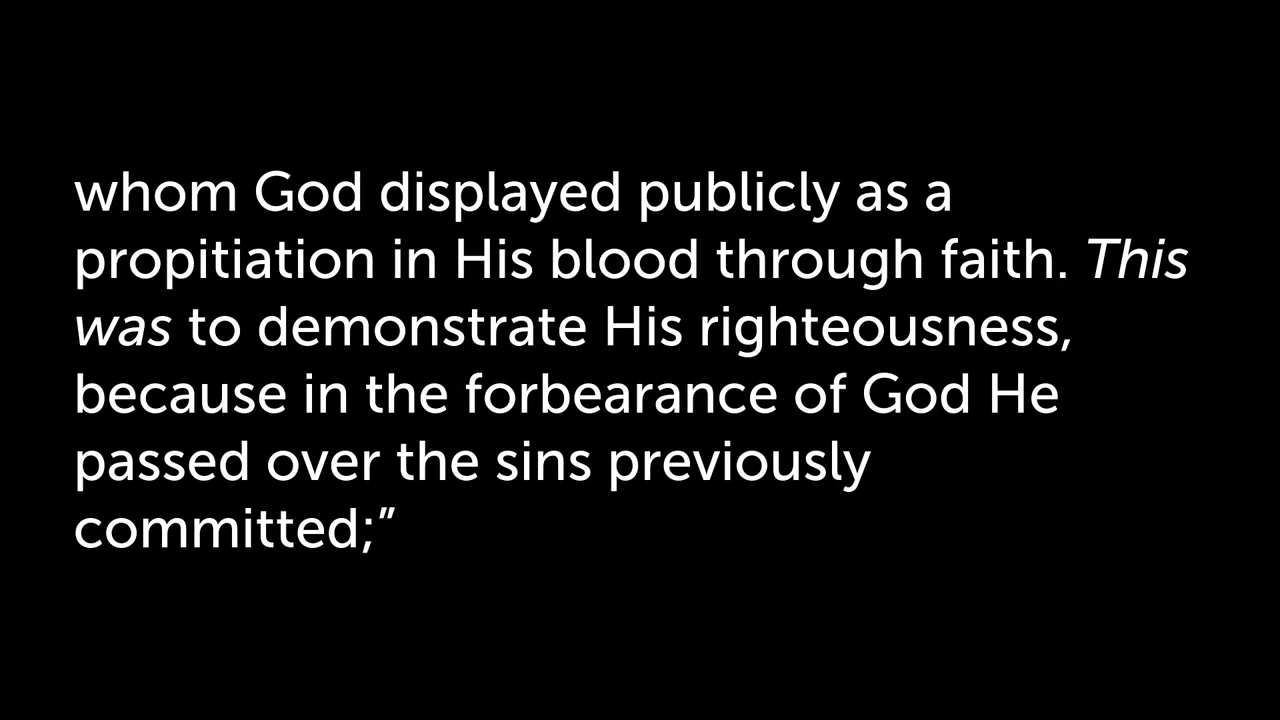 whom God displayed publicly as a
propitiation in His blood through faith. This
was to demonstrate His righteousness,
because in the forbearance of God He
passed over the sins previously
committed;”